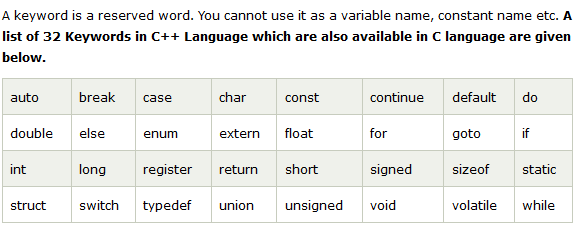 A keyword is a reserved word. You cannot use it as a variable name, constant name etc. A
list of 32 Keywords in C++ Language which are also available in C language are given
below.
auto break case char const continue default do
double else enum extern float for goto if
int long register return short signed sizeof static
struct switch typedef union unsigned void volatile while